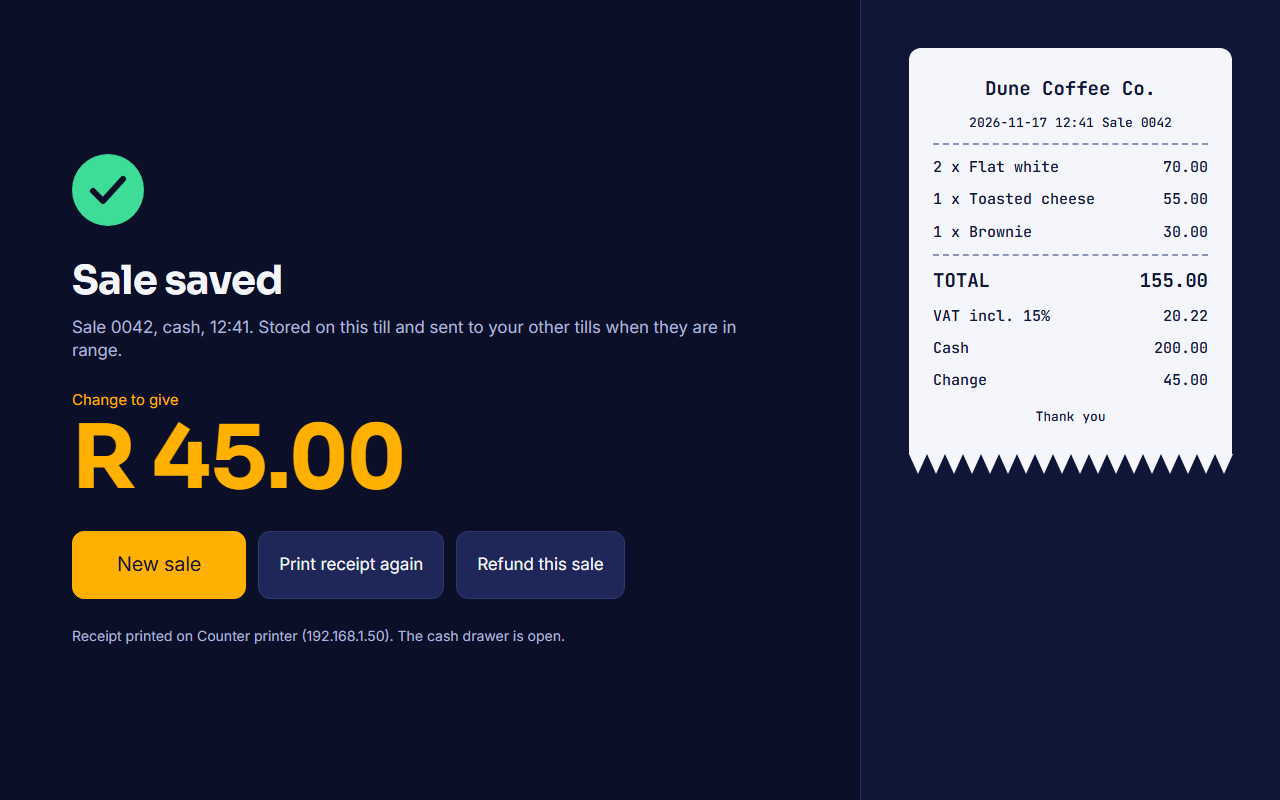 Sale saved
Sale 0042, cash, 12:41. Stored on this till and sent to your other tills when they are in
range.
Change to give
R 45.00
New sale
Print receipt again
Refund this sale
Receipt printed on Counter printer (192.168.1.50). The cash drawer is open.
Dune Coffee Co.
2026-11-17 12:41 Sale 0042
2 x Flat white 70.00
1 x Toasted cheese 55.00
1 x Brownie 30.00
TOTAL 155.00
VAT incl. 15% 20.22
Cash 200.00
Change 45.00
Thank you